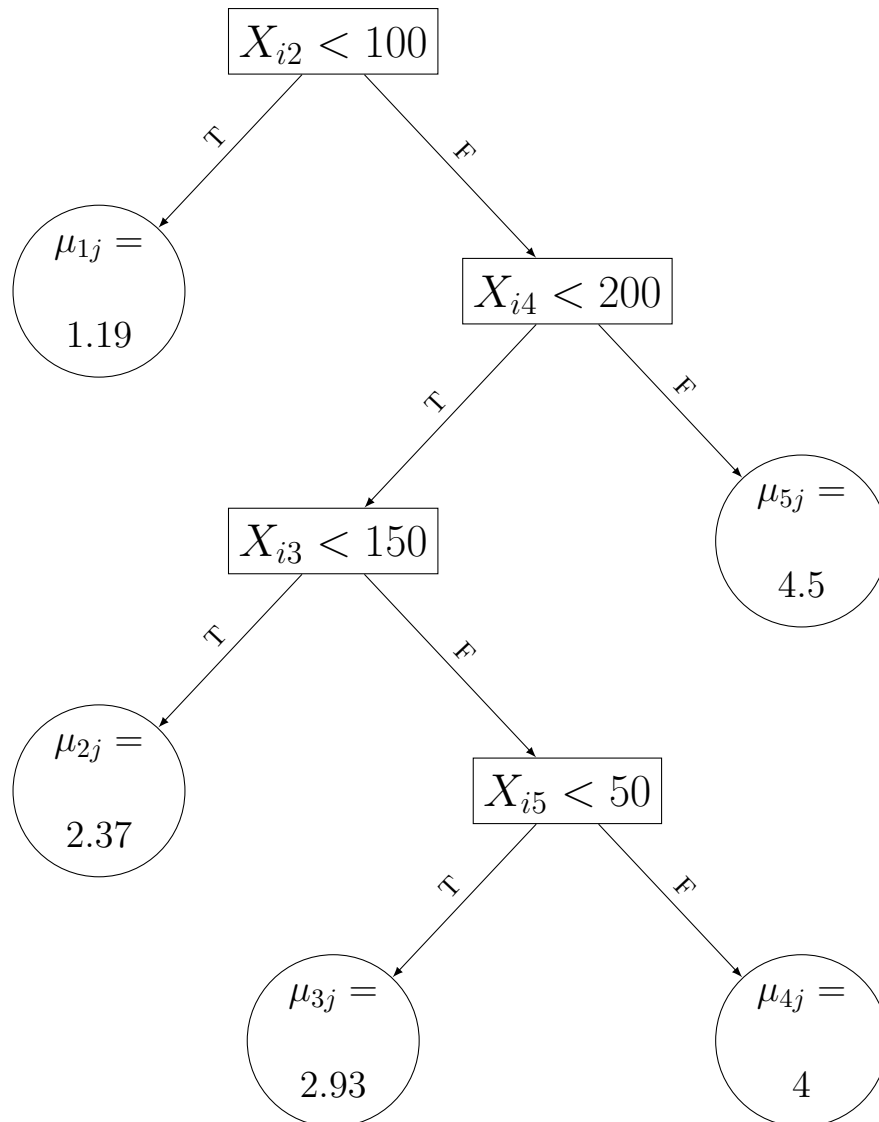 X_{i2} < 100
T
F
μ_{1j} =
1.19
X_{i4} < 200
T
F
X_{i3} < 150
μ_{5j} =
4.5
T
F
μ_{2j} =
2.37
X_{i5} < 50
T
F
μ_{3j} =
2.93
μ_{4j} =
4